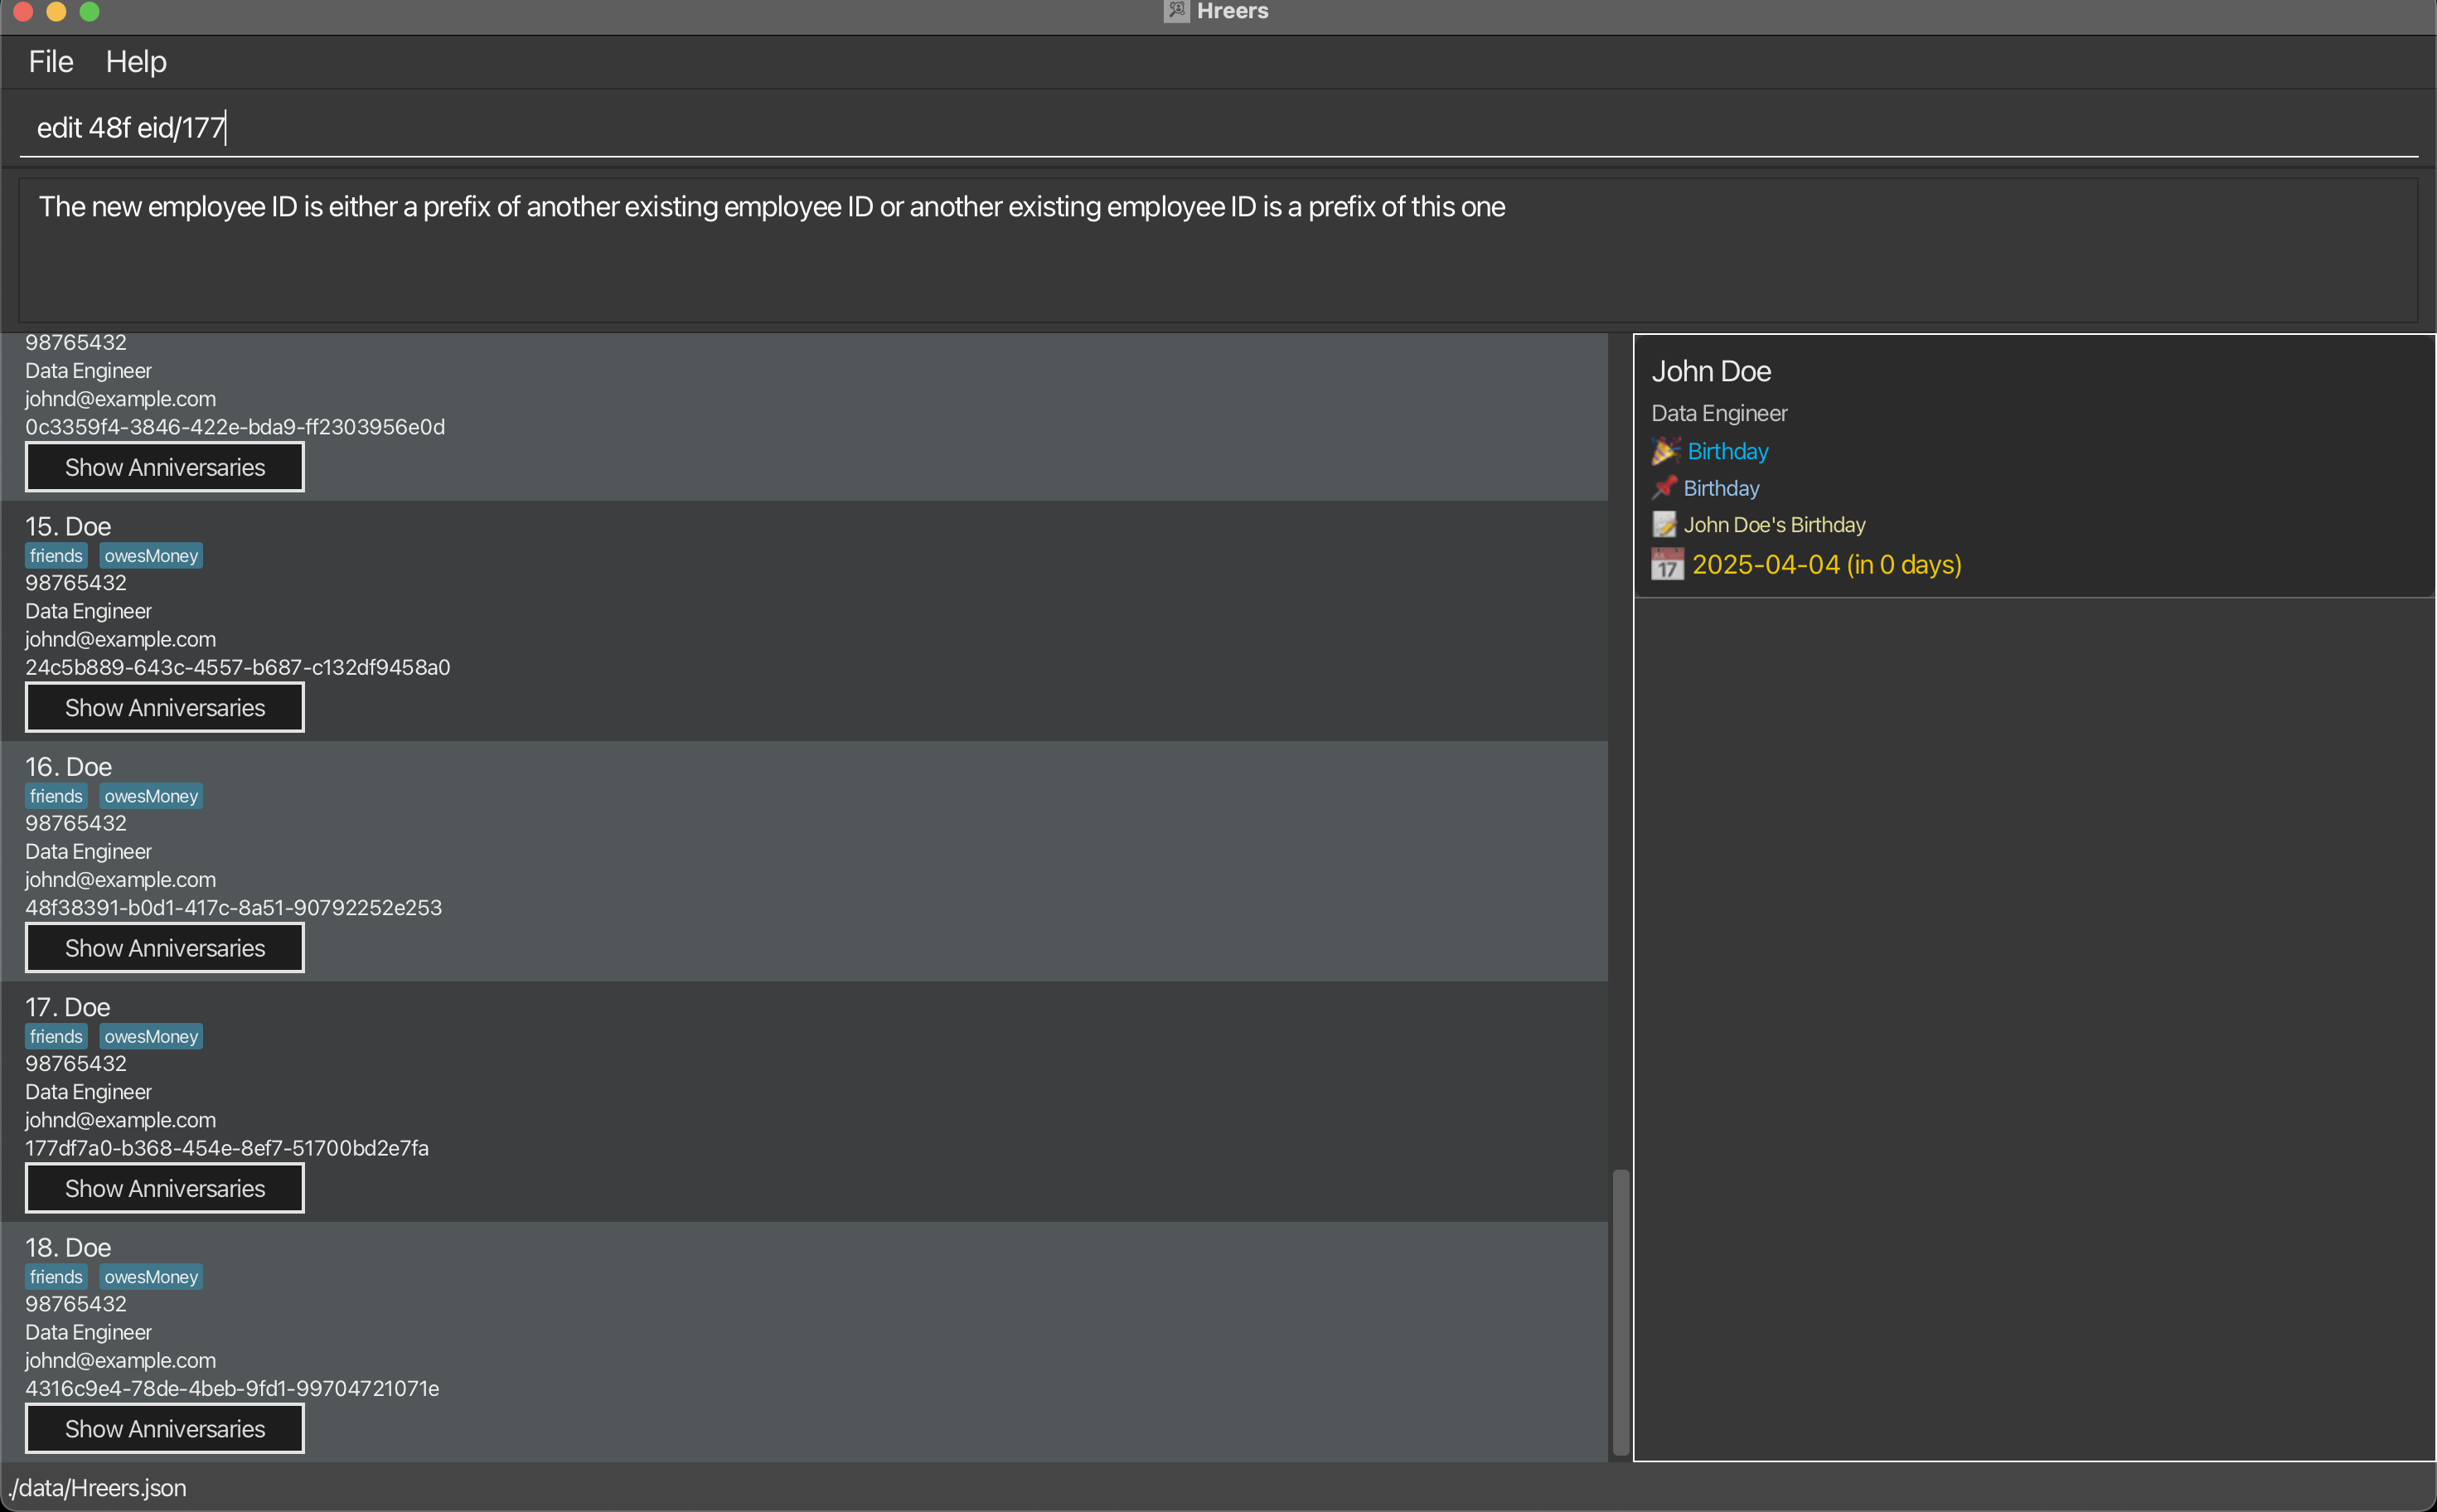 Hreers
File Help
edit 48f eid/177
The new employee ID is either a prefix of another existing employee ID or another existing employee ID is a prefix of this one
98765432
Data Engineer
johnd@example.com
0c3359f4-3846-422e-bda9-ff2303956e0d
Show Anniversaries
15. Doe
friends owesMoney
98765432
Data Engineer
johnd@example.com
24c5b889-643c-4557-b687-c132df9458a0
Show Anniversaries
16. Doe
friends owesMoney
98765432
Data Engineer
johnd@example.com
48f38391-b0d1-417c-8a51-90792252e253
Show Anniversaries
17. Doe
friends owesMoney
98765432
Data Engineer
johnd@example.com
177df7a0-b368-454e-8ef7-51700bd2e7fa
Show Anniversaries
18. Doe
friends owesMoney
98765432
Data Engineer
johnd@example.com
4316c9e4-78de-4beb-9fd1-99704721071e
Show Anniversaries
John Doe
Data Engineer
Birthday
Birthday
John Doe's Birthday
17 2025-04-04 (in 0 days)
./data/Hreers.json